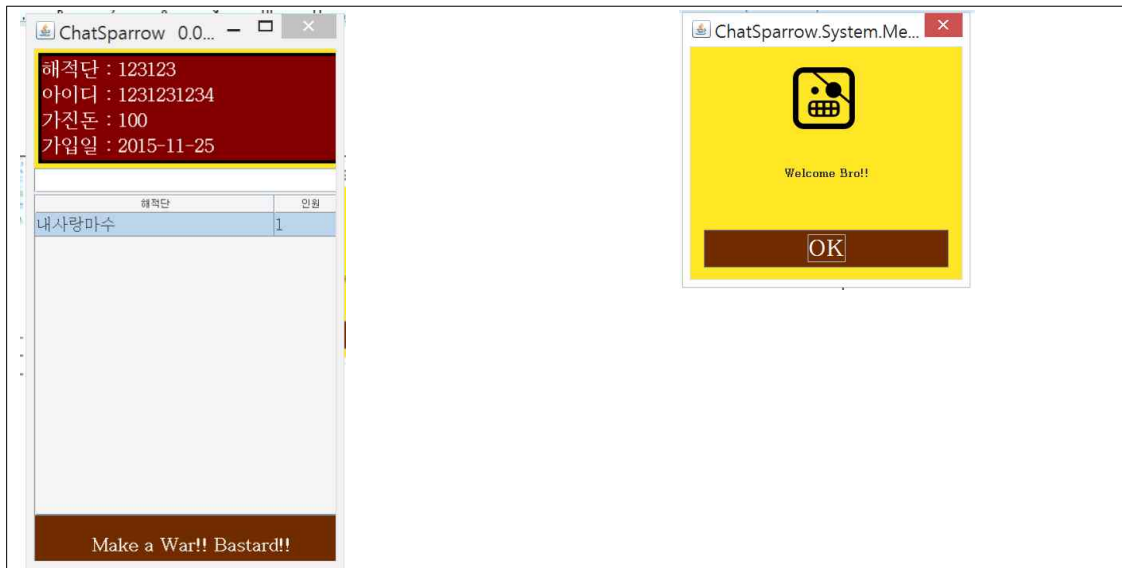 ChatSparrow 0.0...
해적단 : 123123
아이디 : 1231231234
가진돈 : 100
가입일 : 2015-11-25
해적단 인원
내사랑마수 1
Make a War!! Bastard!!
ChatSparrow.System.Me...
Welcome Bro!!
OK